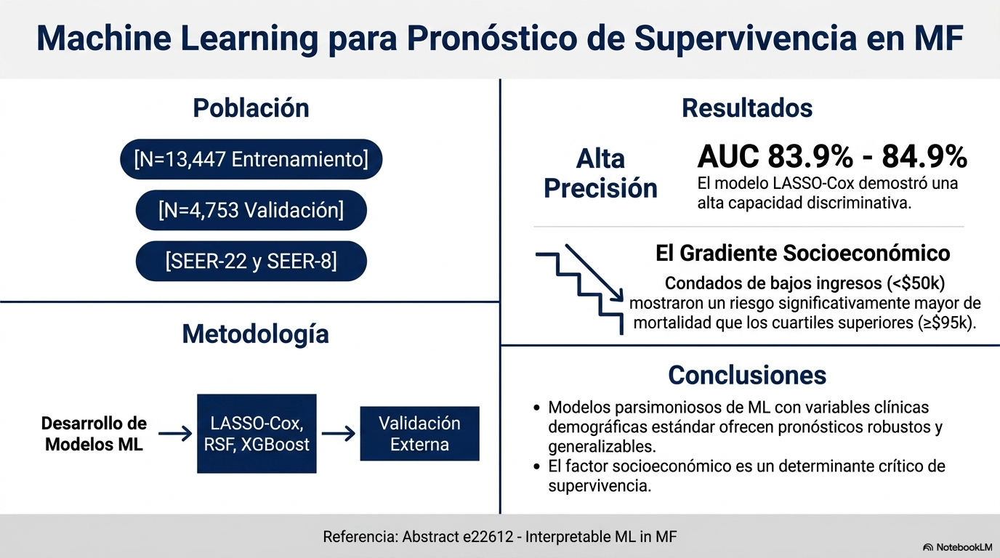 Machine Learning para Pronóstico de Supervivencia en MF
Población
[N=13,447 Entrenamiento]
[N=4,753 Validación]
[SEER-22 y SEER-8]
Metodología
Desarrollo de
Modelos ML
LASSO-Cox,
RSF, XGBoost
Validación
Externa
Resultados
Alta
Precisión
AUC 83.9% - 84.9%
El modelo LASSO-Cox demostró una
alta capacidad discriminativa.
El Gradiente Socioeconómico
Condados de bajos ingresos (<$50k)
mostraron un riesgo significativamente mayor de
mortalidad que los cuartiles superiores (≥$95k).
Conclusiones
• Modelos parsimoniosos de ML con variables clínicas
demográficas estándar ofrecen pronósticos robustos y
generalizables.
• El factor socioeconómico es un determinante crítico de
supervivencia.
Referencia: Abstract e22612 - Interpretable ML in MF
NotebookLM